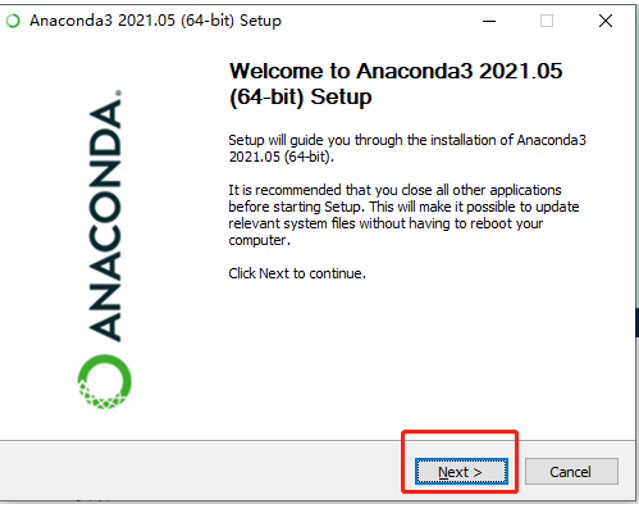 Anaconda3 2021.05 (64-bit) Setup
Welcome to Anaconda3 2021.05
(64-bit) Setup
ANACONDA.
Setup will guide you through the installation of Anaconda3
2021.05 (64-bit).
It is recommended that you close all other applications
before starting Setup. This will make it possible to update
relevant system files without having to reboot your
computer.
Click Next to continue.
Next >
Cancel